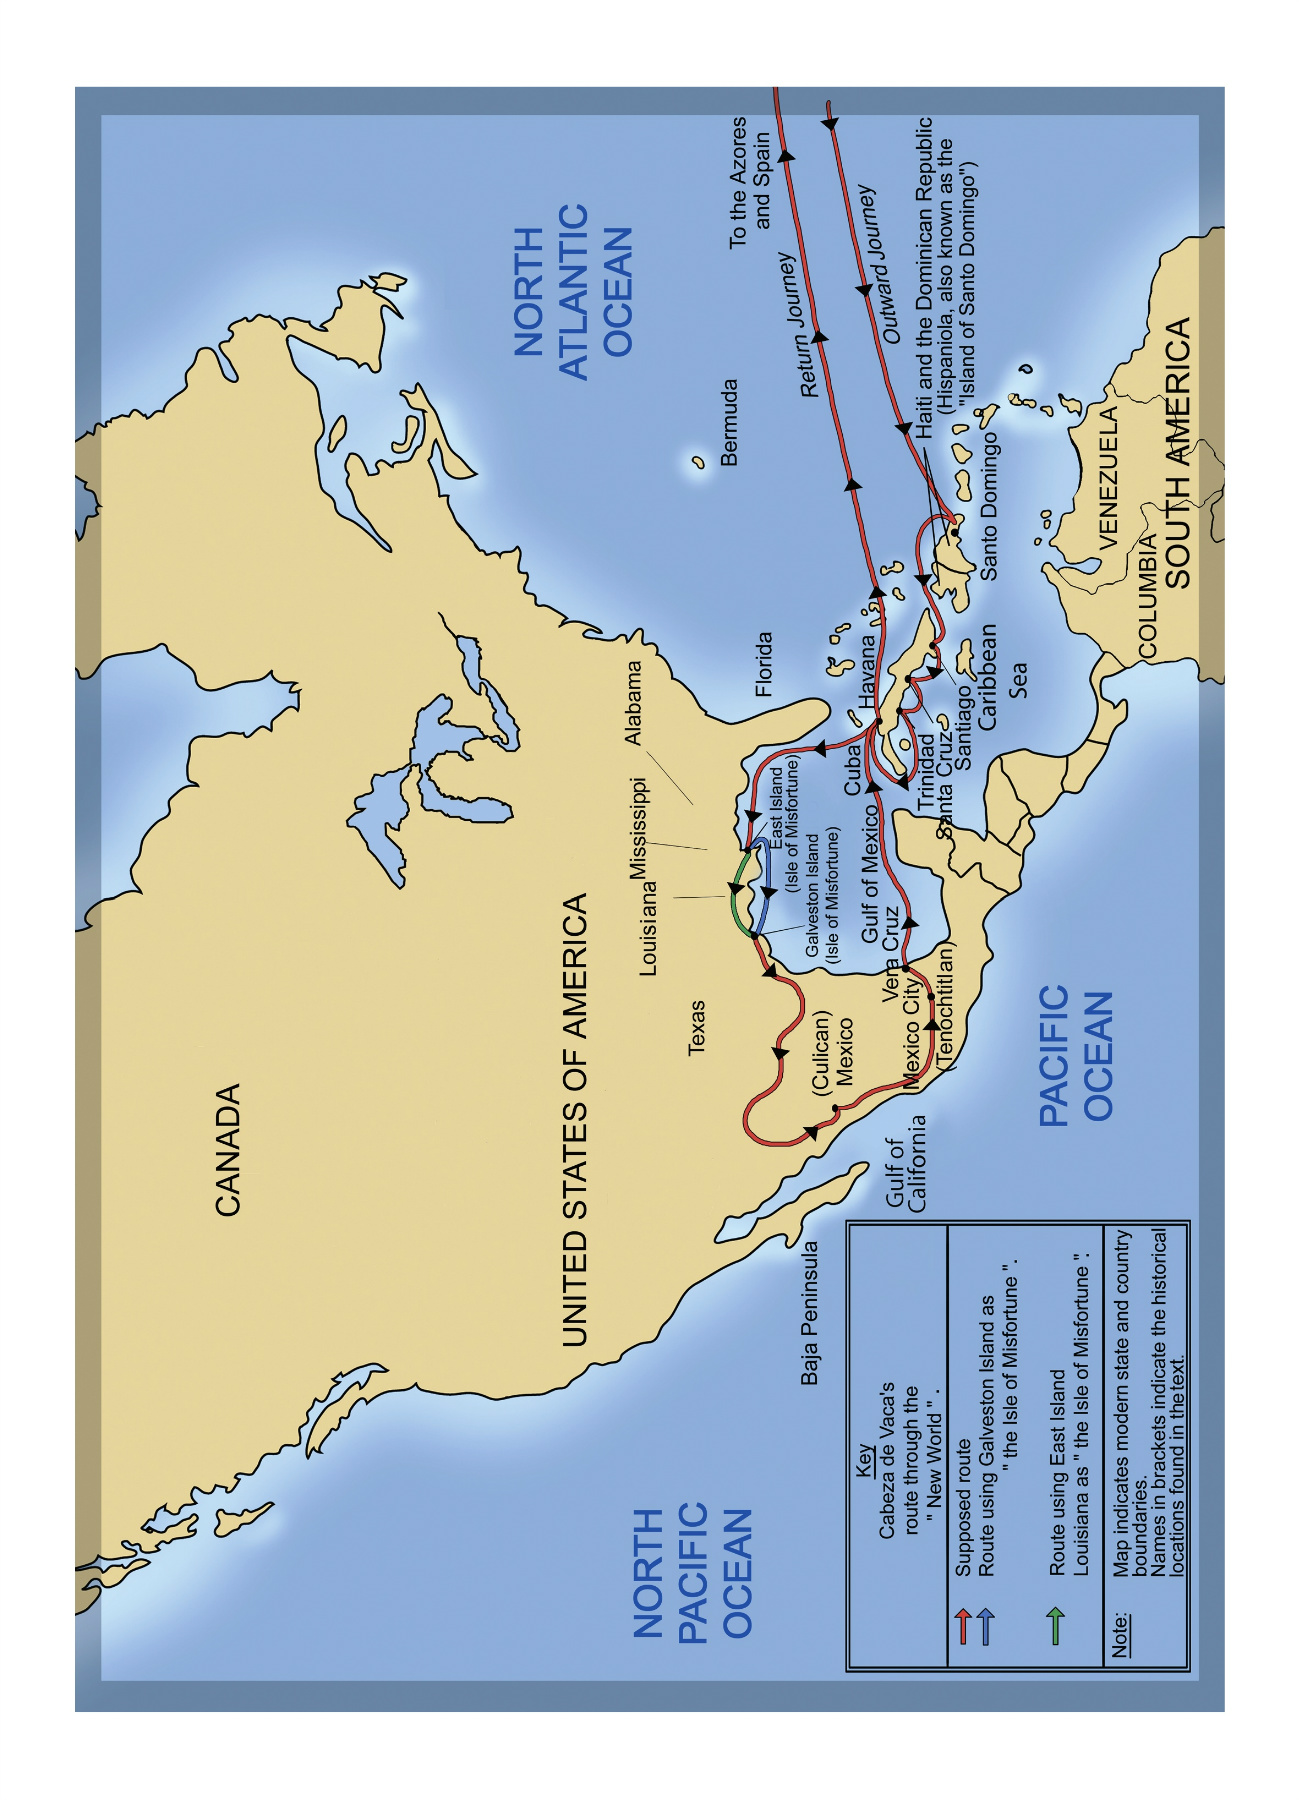 CANADA
UNITED STATES OF AMERICA
NORTH
ATLANTIC
OCEAN
NORTH
PACIFIC
OCEAN
PACIFIC
OCEAN
Bermuda
To the Azores
and Spain
Return Journey
Outward Journey
Haiti and the Dominican Republic
(Hispaniola, also known as the
"Island of Santo Domingo")
Santo Domingo
VENEZUELA
COLUMBIA
SOUTH AMERICA
Caribbean
Sea
Santiago
Santa Cruz
Trinidad
Cuba
Havana
Florida
Alabama
Mississippi
Louisiana
Texas
East Island
(Isle of Misfortune)
Galveston Island
(Isle of Misfortune)
Gulf of Mexico
Vera Cruz
Mexico City
(Tenochtitlan)
(Culican)
Mexico
Gulf of
California
Baja Peninsula
Key
Cabeza de Vaca's
route through the
" New World " .
Supposed route
Route using Galveston Island as
" the Isle of Misfortune ".
Route using East Island
Louisiana as " the Isle of Misfortune ".
Note:
Map indicates modern state and country
boundaries.
Names in brackets indicate the historical
locations found in the text.